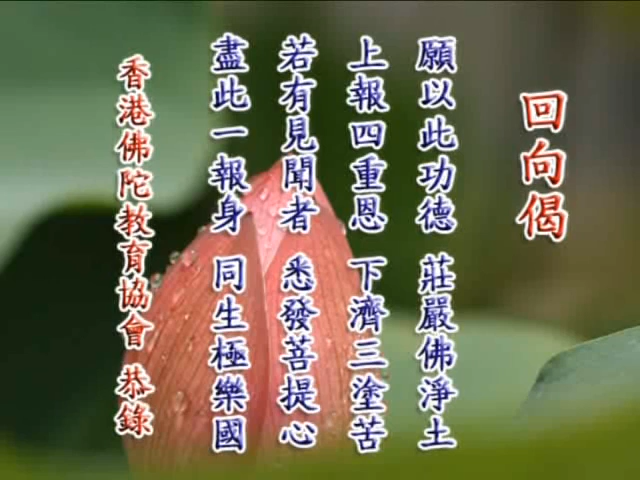 回向偈
願以此功德 莊嚴佛淨土
上報四重恩 下濟三塗苦
若有見聞者 悉發菩提心
盡此一報身 同生極樂國
香港佛陀教育協會 恭錄